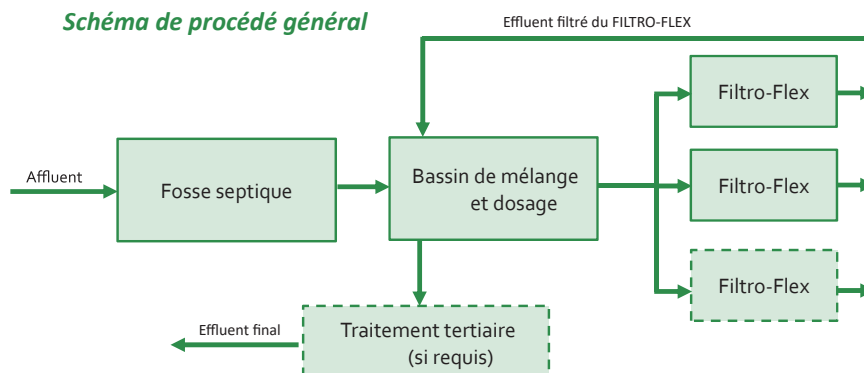 Schéma de procédé général
Effluent filtré du FILTRO-FLEX
Affluent
Fosse septique
Bassin de mélange
et dosage
Filtro-Flex
Filtro-Flex
Filtro-Flex
Traitement tertiaire
(si requis)
Effluent final